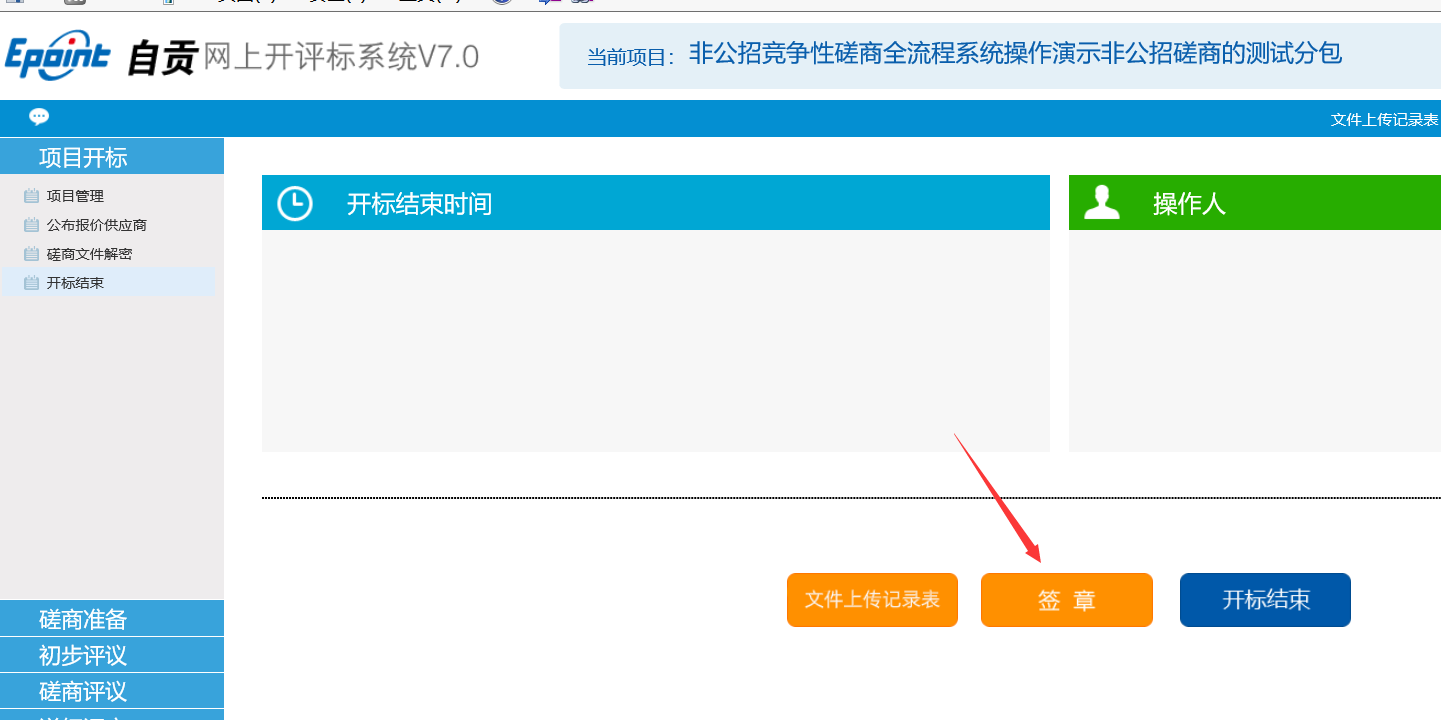 Epoint 自贡网上开评标系统V7.0
当前项目： 非公招竞争性磋商全流程系统操作演示非公招磋商的测试分包
文件上传记录表
项目开标
项目管理
公布报价供应商
磋商文件解密
开标结束
磋商准备
初步评议
磋商评议
开标结束时间
操作人
文件上传记录表
签 章
开标结束